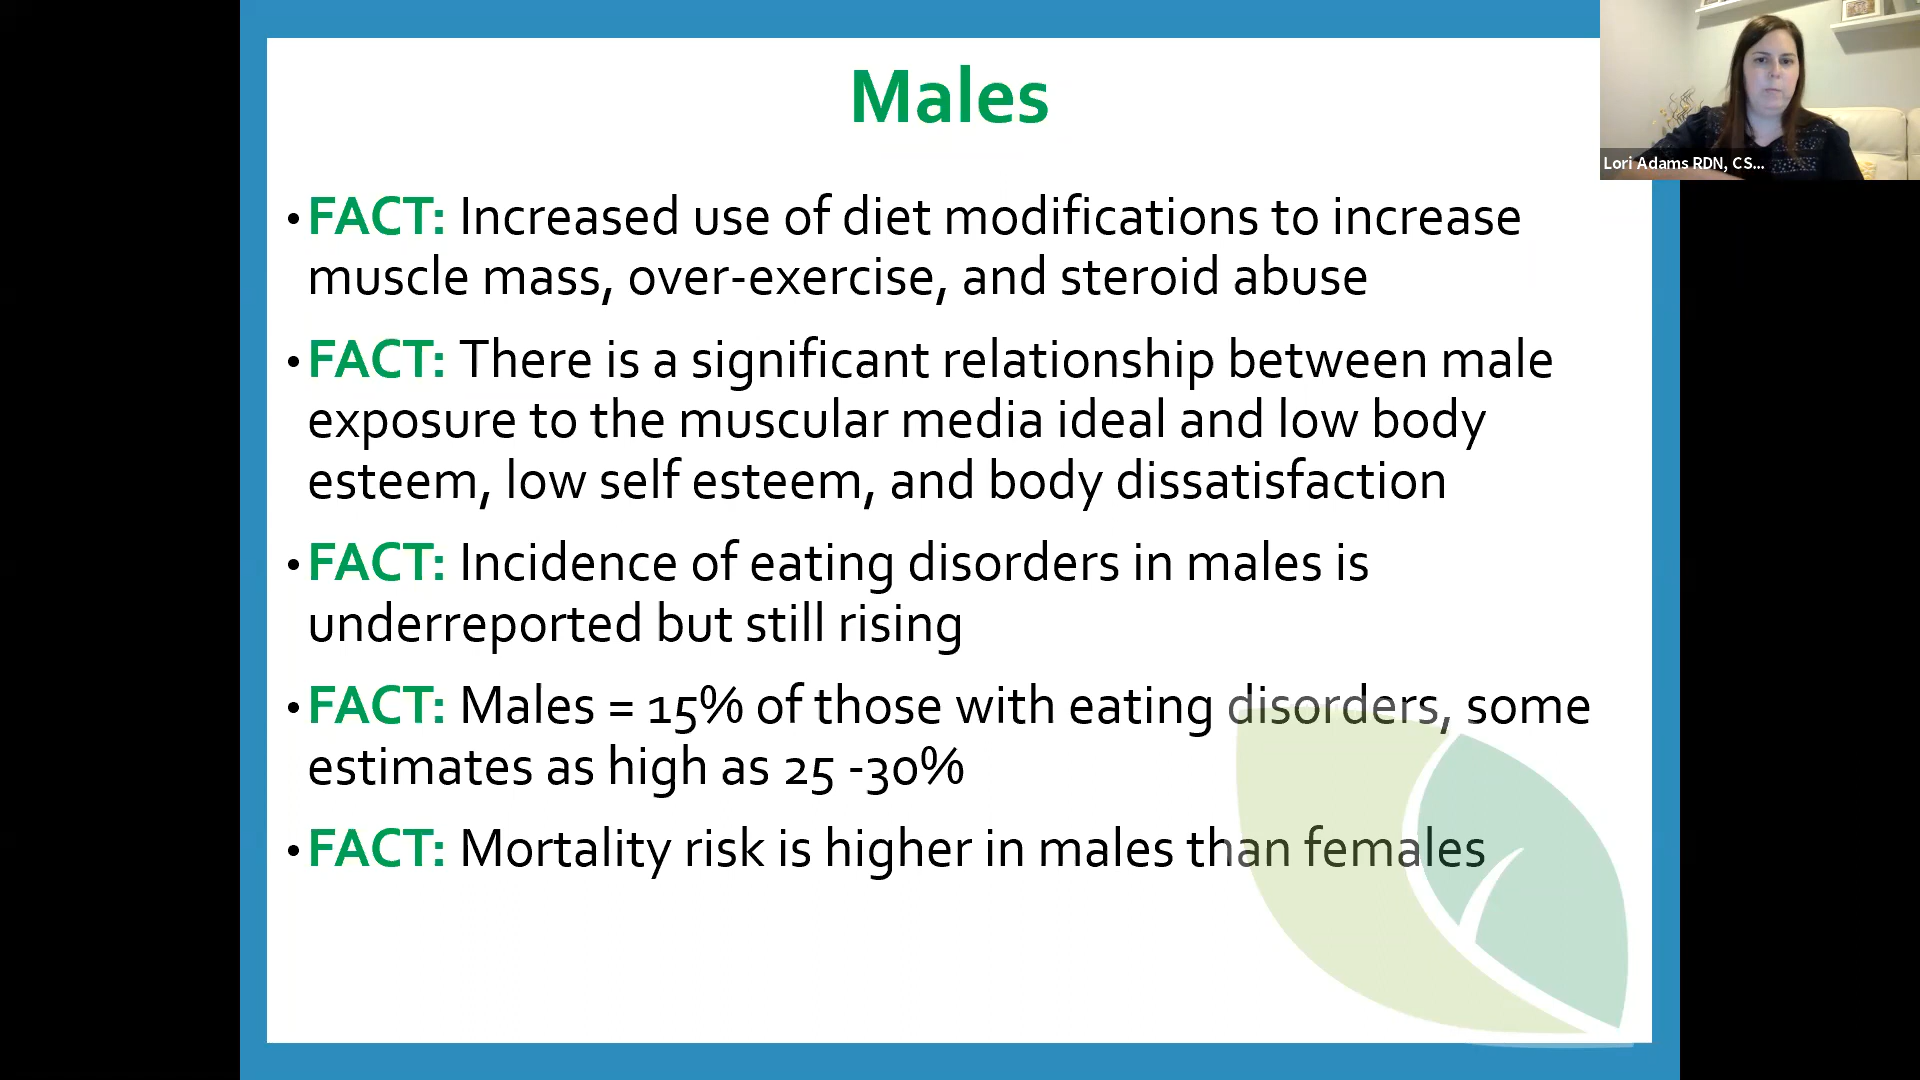 Males
Lori Adams RDN, CS...
• FACT: Increased use of diet modifications to increase
muscle mass, over-exercise, and steroid abuse
• FACT: There is a significant relationship between male
exposure to the muscular media ideal and low body
esteem, low self esteem, and body dissatisfaction
• FACT: Incidence of eating disorders in males is
underreported but still rising
• FACT: Males = 15% of those with eating disorders, some
estimates as high as 25 -30%
• FACT: Mortality risk is higher in males than females